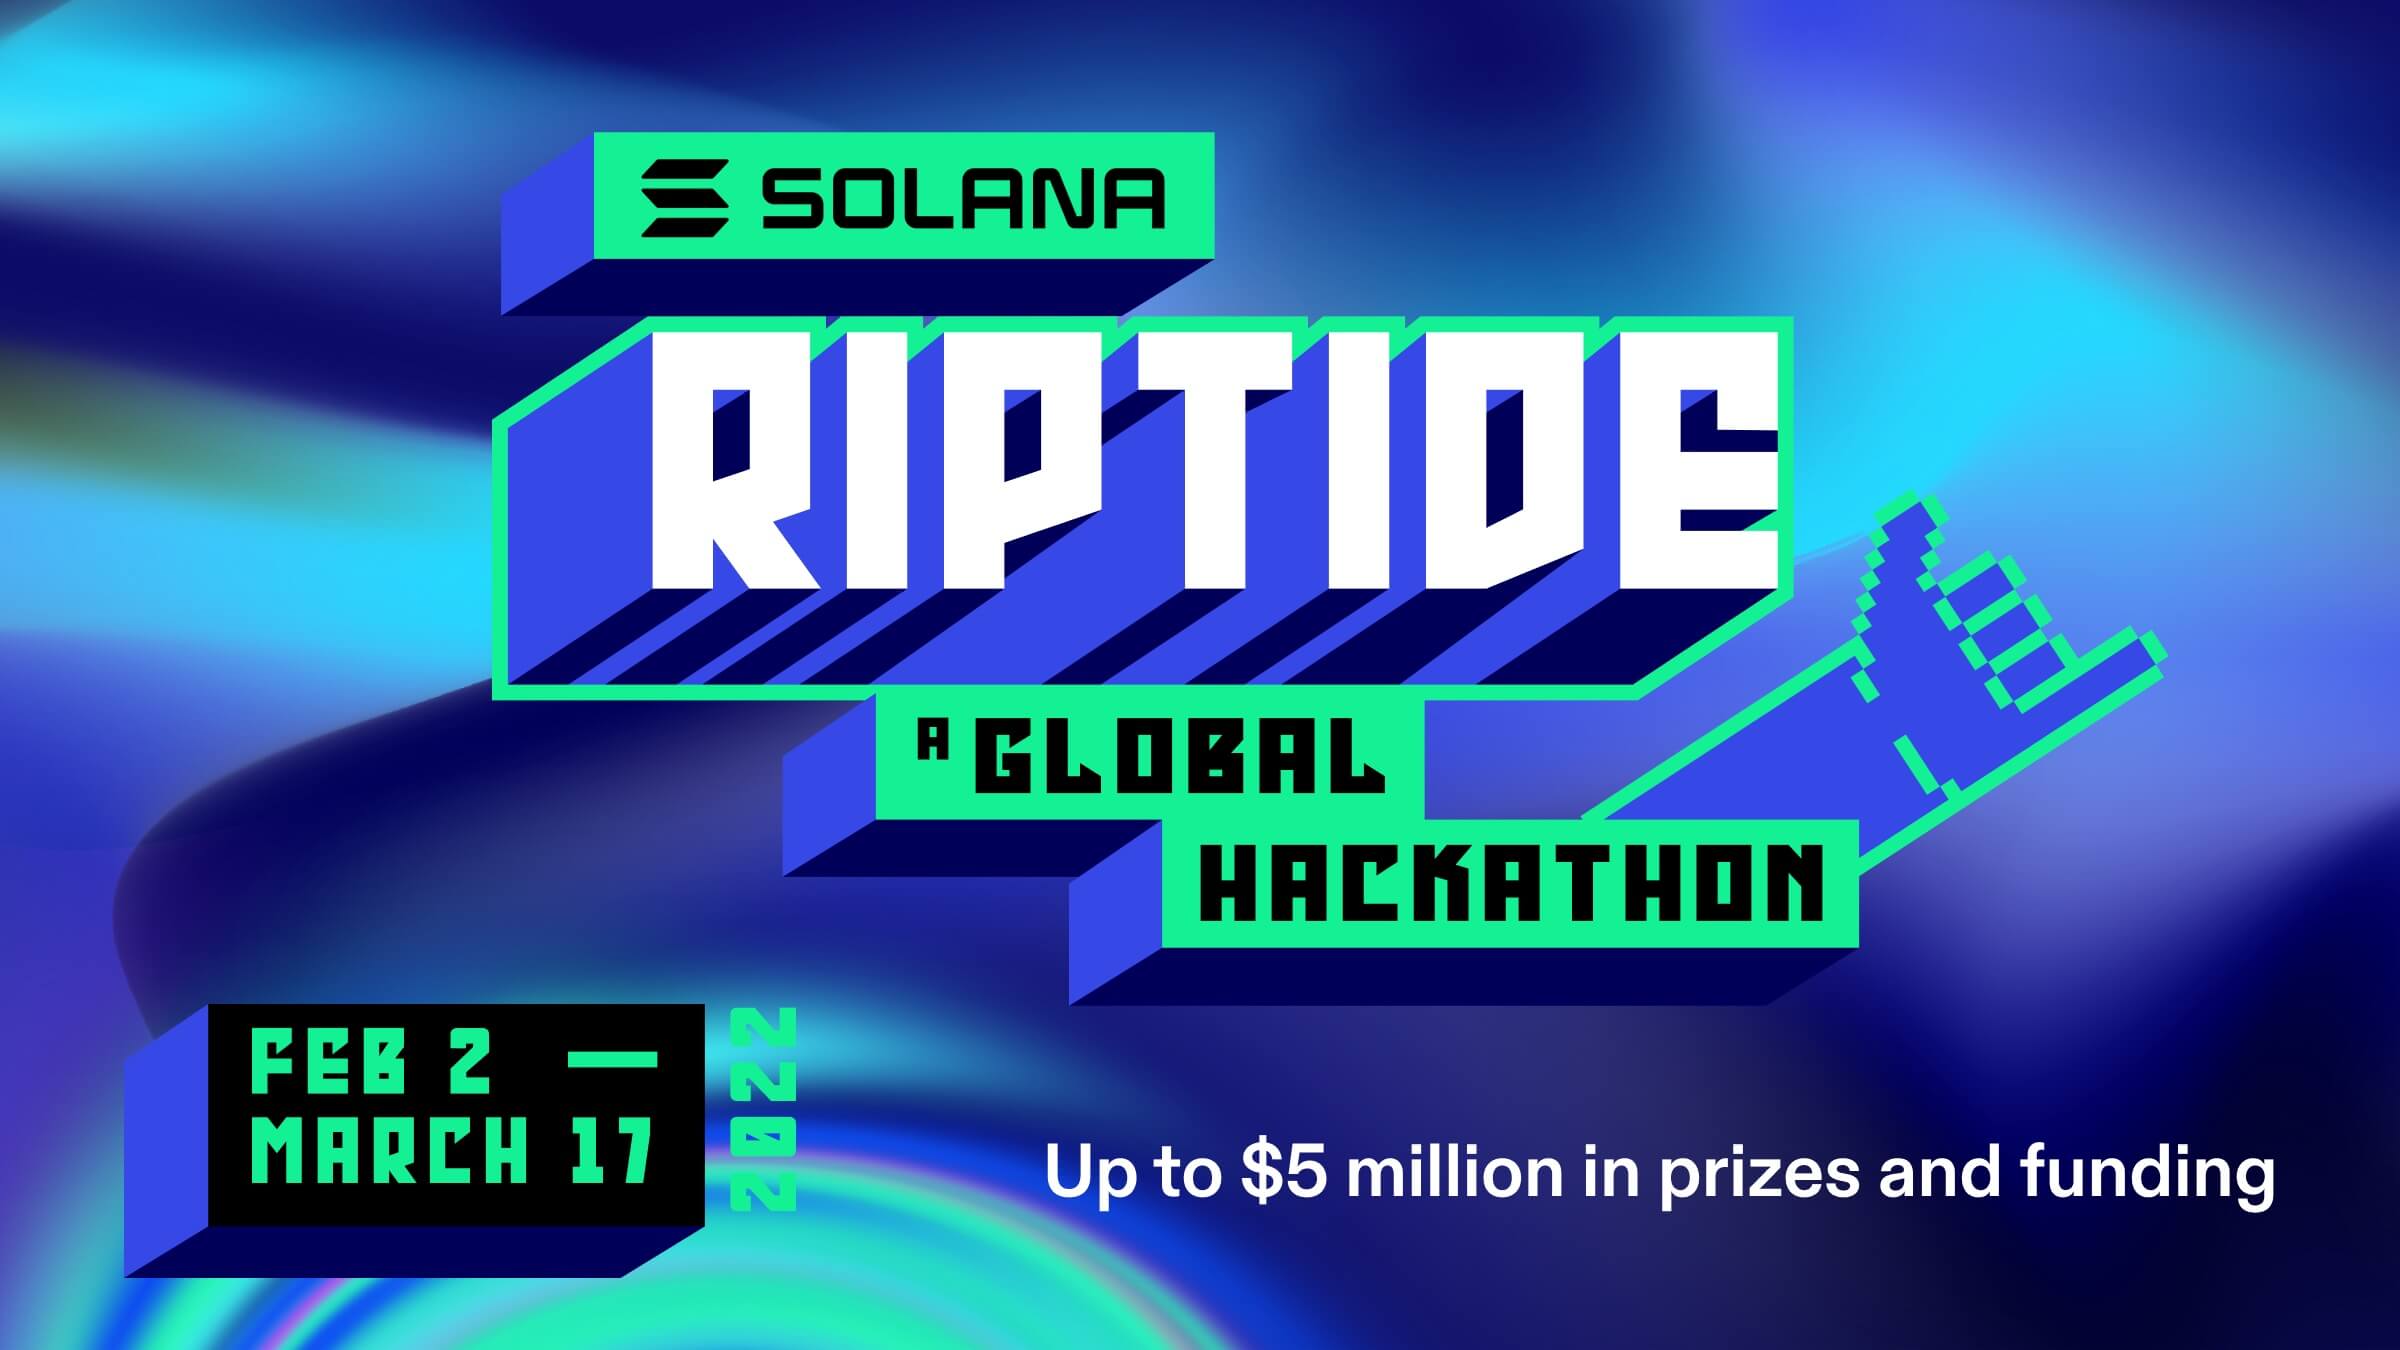 SOLANA
RIPTIDE
A GLOBAL
HACKATHON
FEB 2 —
MARCH 17
2022
Up to $5 million in prizes and funding